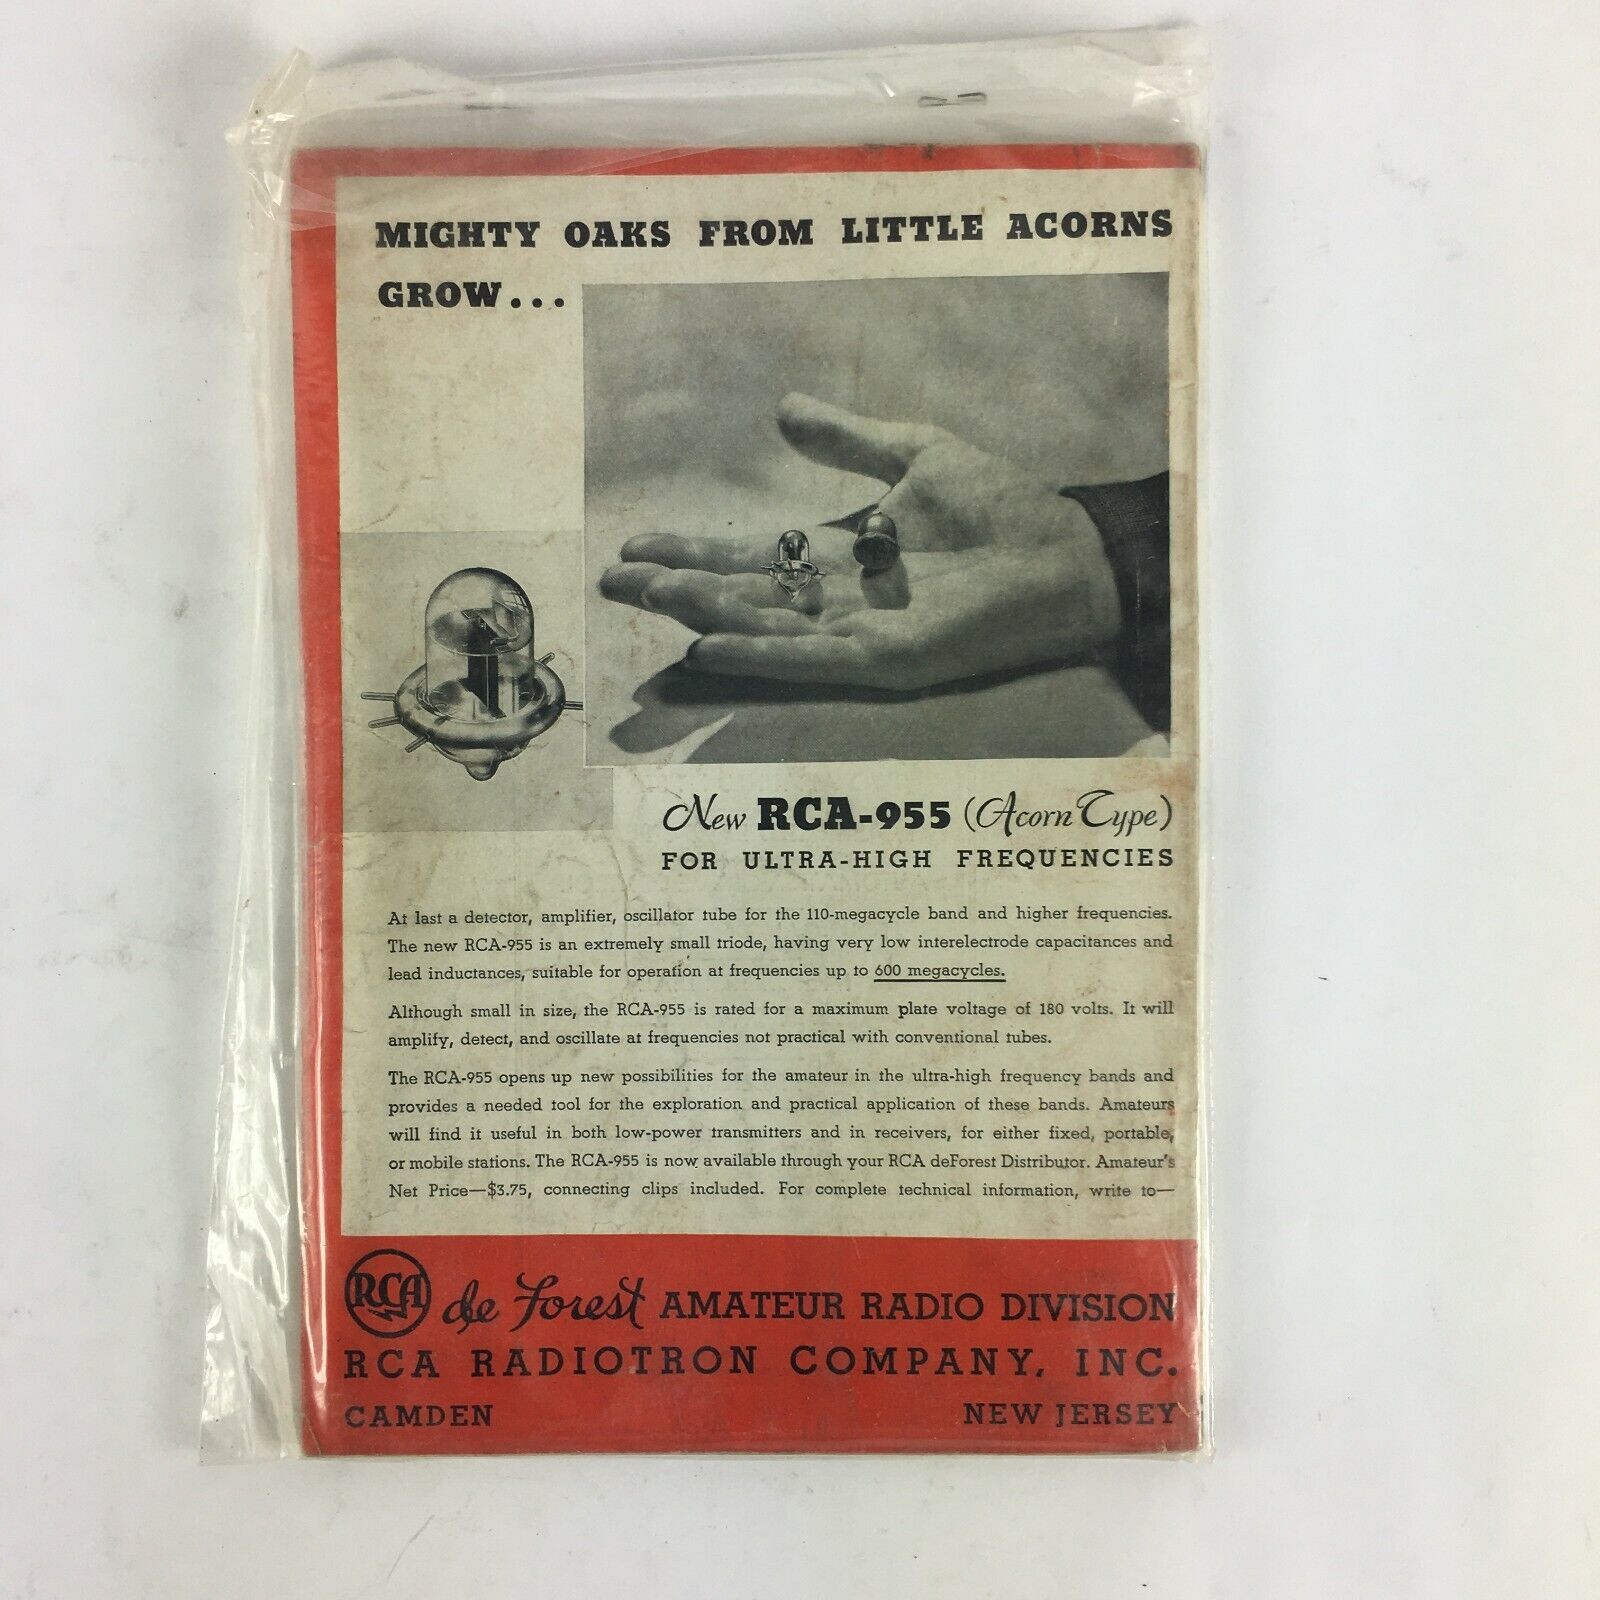 MIGHTY OAKS FROM LITTLE ACORNS
GROW...
New RCA-955 (Acorn Type)
FOR ULTRA-HIGH FREQUENCIES
At last a detector, amplifier, oscillator tube for the 110-megacycle band and higher frequencies.
The new RCA-955 is an extremely small triode, having very low interelectrode capacitances and
lead inductances, suitable for operation at frequencies up to 600 megacycles.
Although small in size, the RCA-955 is rated for a maximum plate voltage of 180 volts. It will
amplify, detect, and oscillate at frequencies not practical with conventional tubes.
The RCA-955 opens up new possibilities for the amateur in the ultra-high frequency bands and
provides a needed tool for the exploration and practical application of these bands. Amateurs
will find it useful in both low-power transmitters and in receivers, for either fixed, portable,
or mobile stations. The RCA-955 is now available through your RCA deForest Distributor. Amateur's
Net Price—$3.75, connecting clips included. For complete technical information, write to—
RCA de Forest AMATEUR RADIO DIVISION
RCA RADIOTRON COMPANY, INC.
CAMDEN NEW JERSEY